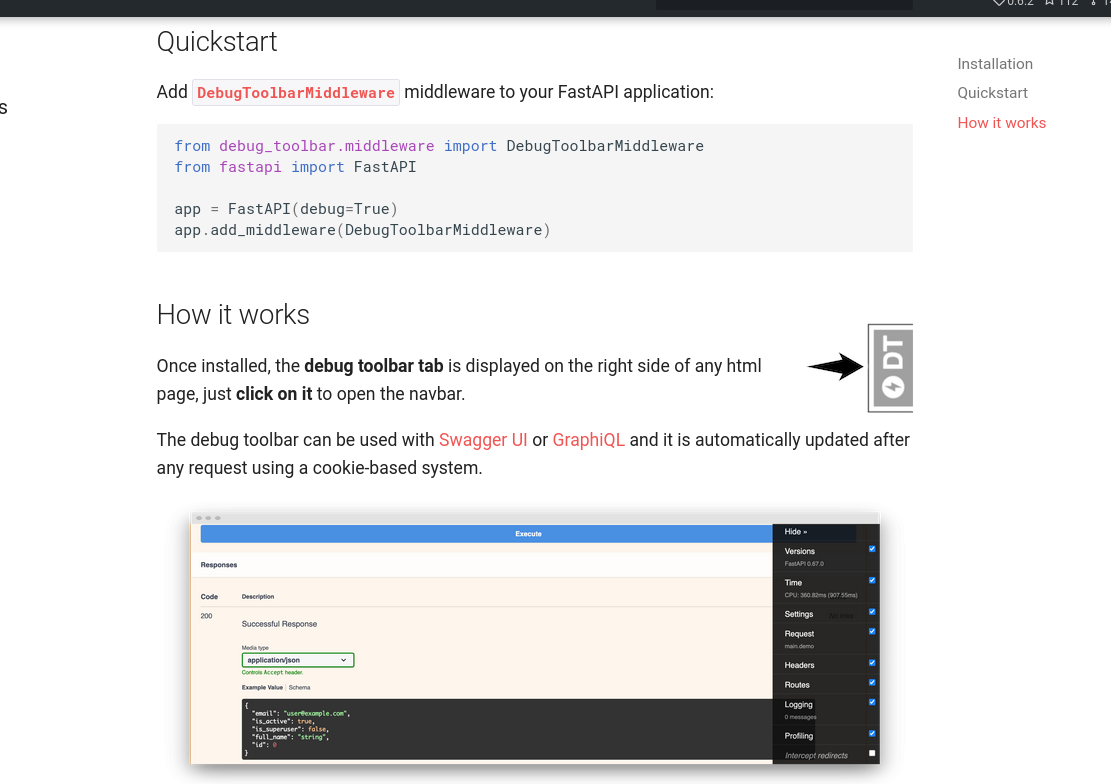 0.6.2 112
Quickstart
Installation
Quickstart
How it works
s
Add DebugToolbarMiddleware middleware to your FastAPI application:
from debug_toolbar.middleware import DebugToolbarMiddleware
from fastapi import FastAPI
app = FastAPI(debug=True)
app.add_middleware(DebugToolbarMiddleware)
How it works
Once installed, the debug toolbar tab is displayed on the right side of any html
page, just click on it to open the navbar.
DT
The debug toolbar can be used with Swagger UI or GraphiQL and it is automatically updated after
any request using a cookie-based system.
Execute
Responses
Code Description
200
Successful Response
Media type
application/json
Controls Accept header.
Example Value | Schema
{
"email": "user@example.com",
"is_active": true,
"is_superuser": false,
"full_name": "string",
"id": 0
}
Hide »
Versions
FastAPI 0.67.0
Time
CPU: 360.82ms (907.55ms)
Settings
No links
Request
main.demo
Headers
Routes
Logging
0 messages
Profiling
Intercept redirects